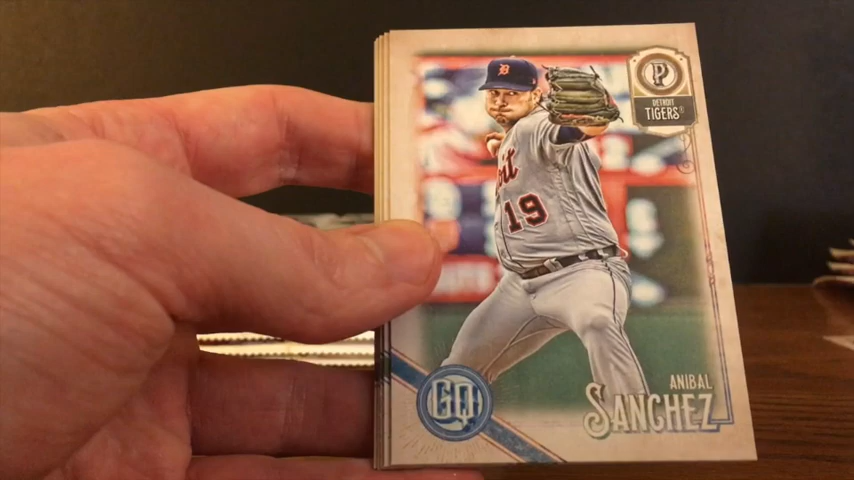 P
DETROIT
TIGERS®
D
19
ANIBAL
SANCHEZ
GQ